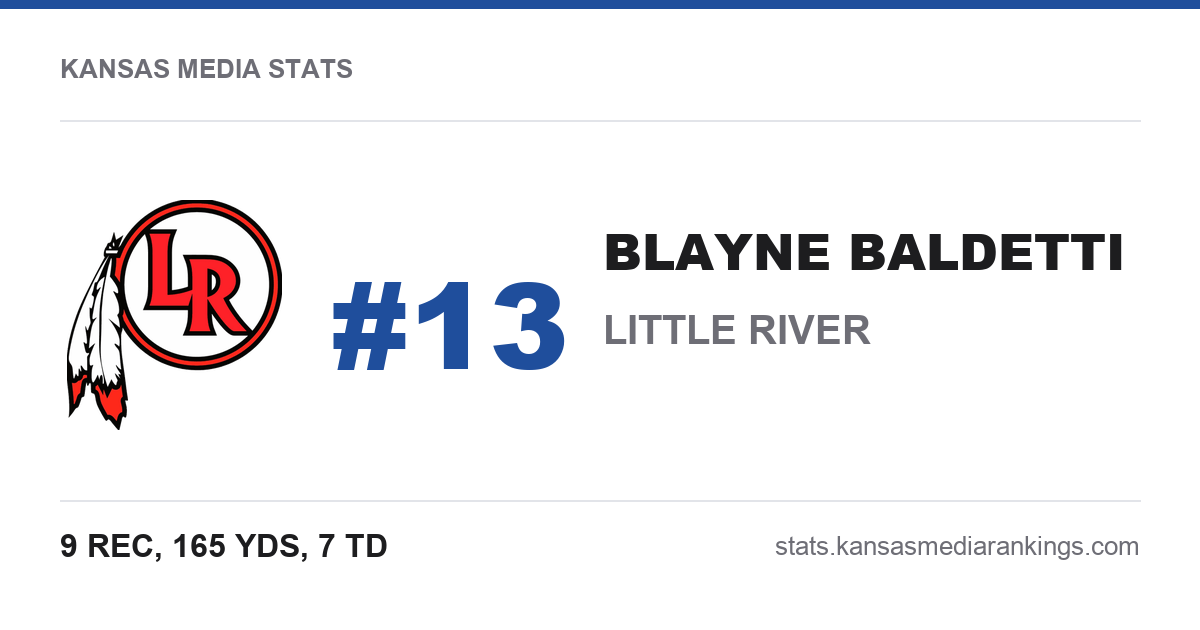 KANSAS MEDIA STATS
LR
#13
BLAYNE BALDETTI
LITTLE RIVER
9 REC, 165 YDS, 7 TD
stats.kansasmediarankings.com